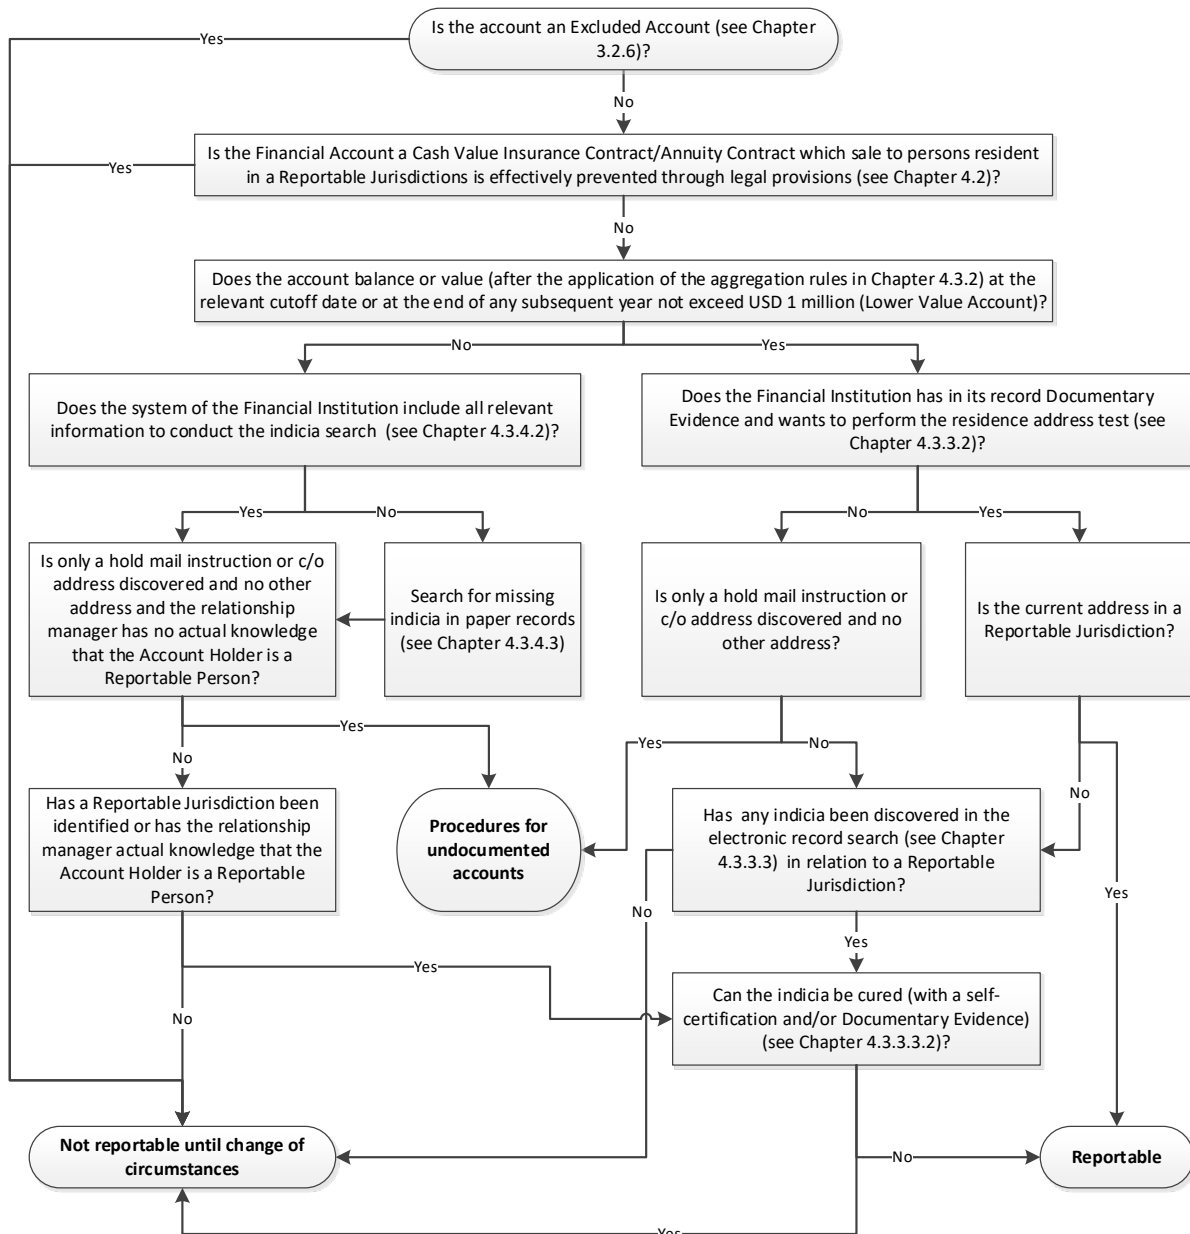 Is the account an Excluded Account (see Chapter
3.2.6)?
Yes
No
Is the Financial Account a Cash Value Insurance Contract/Annuity Contract which sale to persons resident
in a Reportable Jurisdictions is effectively prevented through legal provisions (see Chapter 4.2)?
Yes
No
Does the account balance or value (after the application of the aggregation rules in Chapter 4.3.2) at the
relevant cutoff date or at the end of any subsequent year not exceed USD 1 million (Lower Value Account)?
No
Yes
Does the system of the Financial Institution include all relevant
information to conduct the indicia search (see Chapter 4.3.4.2)?
Does the Financial Institution has in its record Documentary
Evidence and wants to perform the residence address test (see
Chapter 4.3.3.2)?
Yes
No
No
Yes
Is only a hold mail instruction or c/o
address discovered and no other
address and the relationship
manager has no actual knowledge
that the Account Holder is a
Reportable Person?
Search for missing
indicia in paper records
(see Chapter 4.3.4.3)
Is only a hold mail instruction or
c/o address discovered and no
other address?
Is the current address in a
Reportable Jurisdiction?
Yes
No
Yes
No
No
Yes
Has a Reportable Jurisdiction been
identified or has the relationship
manager actual knowledge that the
Account Holder is a Reportable
Person?
Procedures for
undocumented
accounts
Has any indicia been discovered in the
electronic record search (see Chapter
4.3.3.3) in relation to a Reportable
Jurisdiction?
No
Yes
Yes
No
Can the indicia be cured (with a self-
certification and/or Documentary Evidence)
(see Chapter 4.3.3.3.2)?
Not reportable until change of
circumstances
No
Reportable
Yes